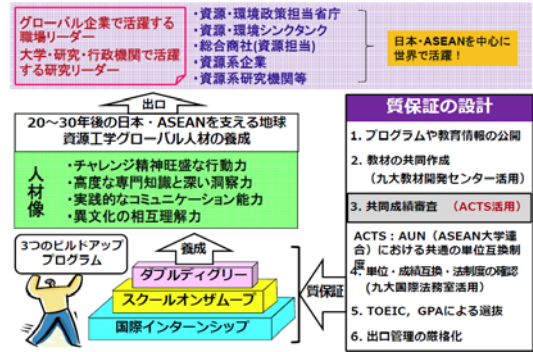 グローバル企業で活躍する
職場リーダー
大学・研究・行政機関で活躍
する研究リーダー
・資源・環境政策担当省庁
・資源・環境シンクタンク
・総合商社(資源担当)
・資源系企業
・資源系研究機関等
日本・ASEANを中心に
世界で活躍！
出口
20〜30年後の日本・ASEANを支える地球
資源工学グローバル人材の養成
人材像
・チャレンジ精神旺盛な行動力
・高度な専門知識と深い洞察力
・実践的なコミュニケーション能力
・異文化の相互理解力
3つのビルドアップ
プログラム
養成
ダブルディグリー
スクールオンザムーブ
国際インターンシップ
質保証
質保証の設計
1. プログラムや教育情報の公開
2. 教材の共同作成
（九大教材開発センター活用）
3. 共同成績審査　（ACTS活用）
ACTS：AUN（ASEAN大学連
合）における共通の単位互換制
度
4. 単位・成績互換・法制度の確認
（九大国際法務室活用）
5. TOEIC，GPAによる選抜
6. 出口管理の厳格化